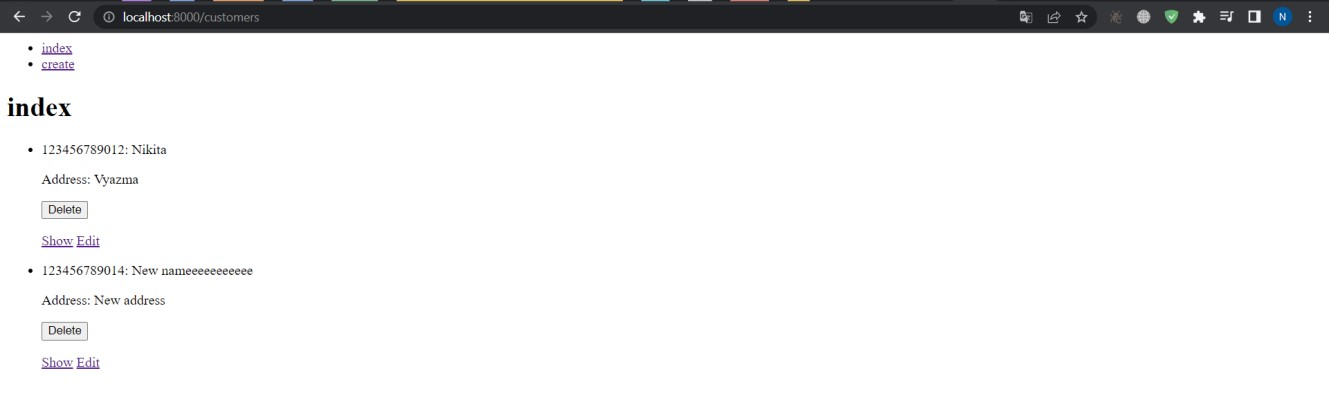 localhost:8000/customers
N
index
create
index
123456789012: Nikita
Address: Vyazma
Delete
Show Edit
123456789014: New nameeeeeeeeeee
Address: New address
Delete
Show Edit